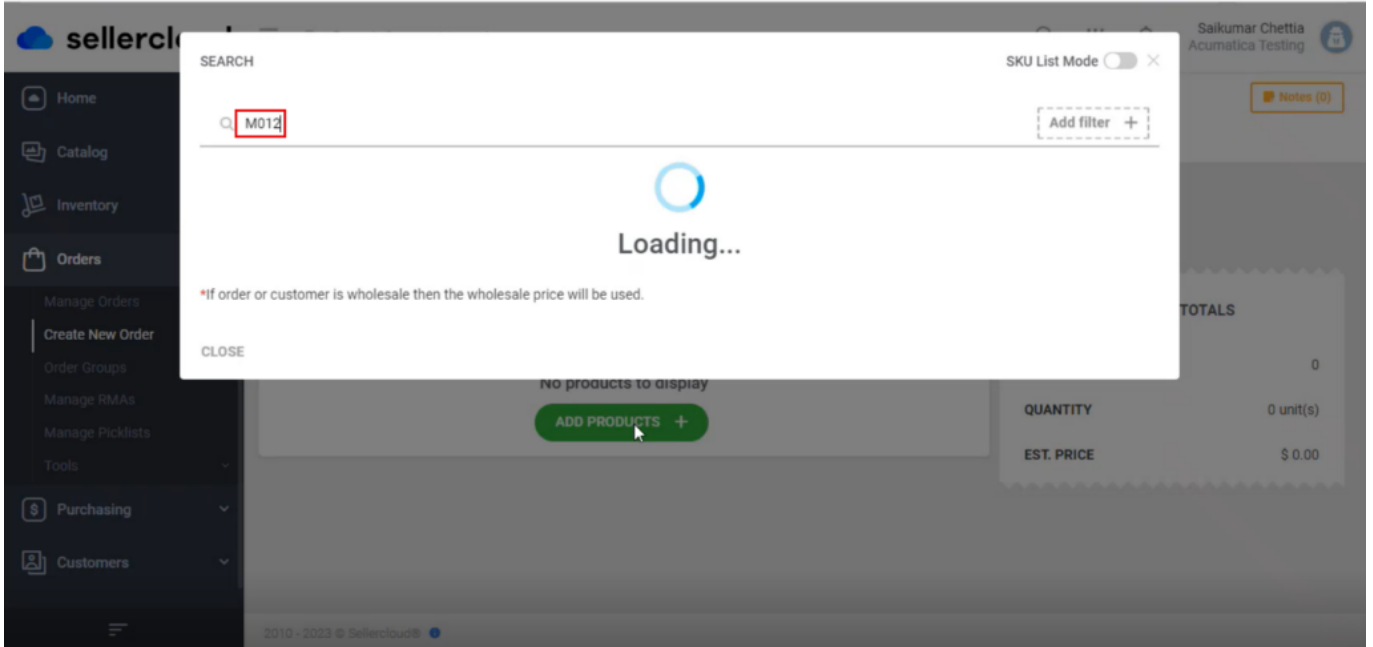 sellercl
Saikumar Chettia
Acumatica Testing
SEARCH
SKU List Mode
Home
Notes (0)
M012
Add filter +
Catalog
Inventory
Loading...
Orders
*If order or customer is wholesale then the wholesale price will be used.
Manage Orders
TOTALS
Create New Order
CLOSE
Order Groups
0
No products to display
Manage RMAs
QUANTITY
0 unit(s)
ADD PRODUCTS +
Manage Picklists
EST. PRICE
$ 0.00
Tools
Purchasing
Customers
2010 - 2023 © Sellercloud®